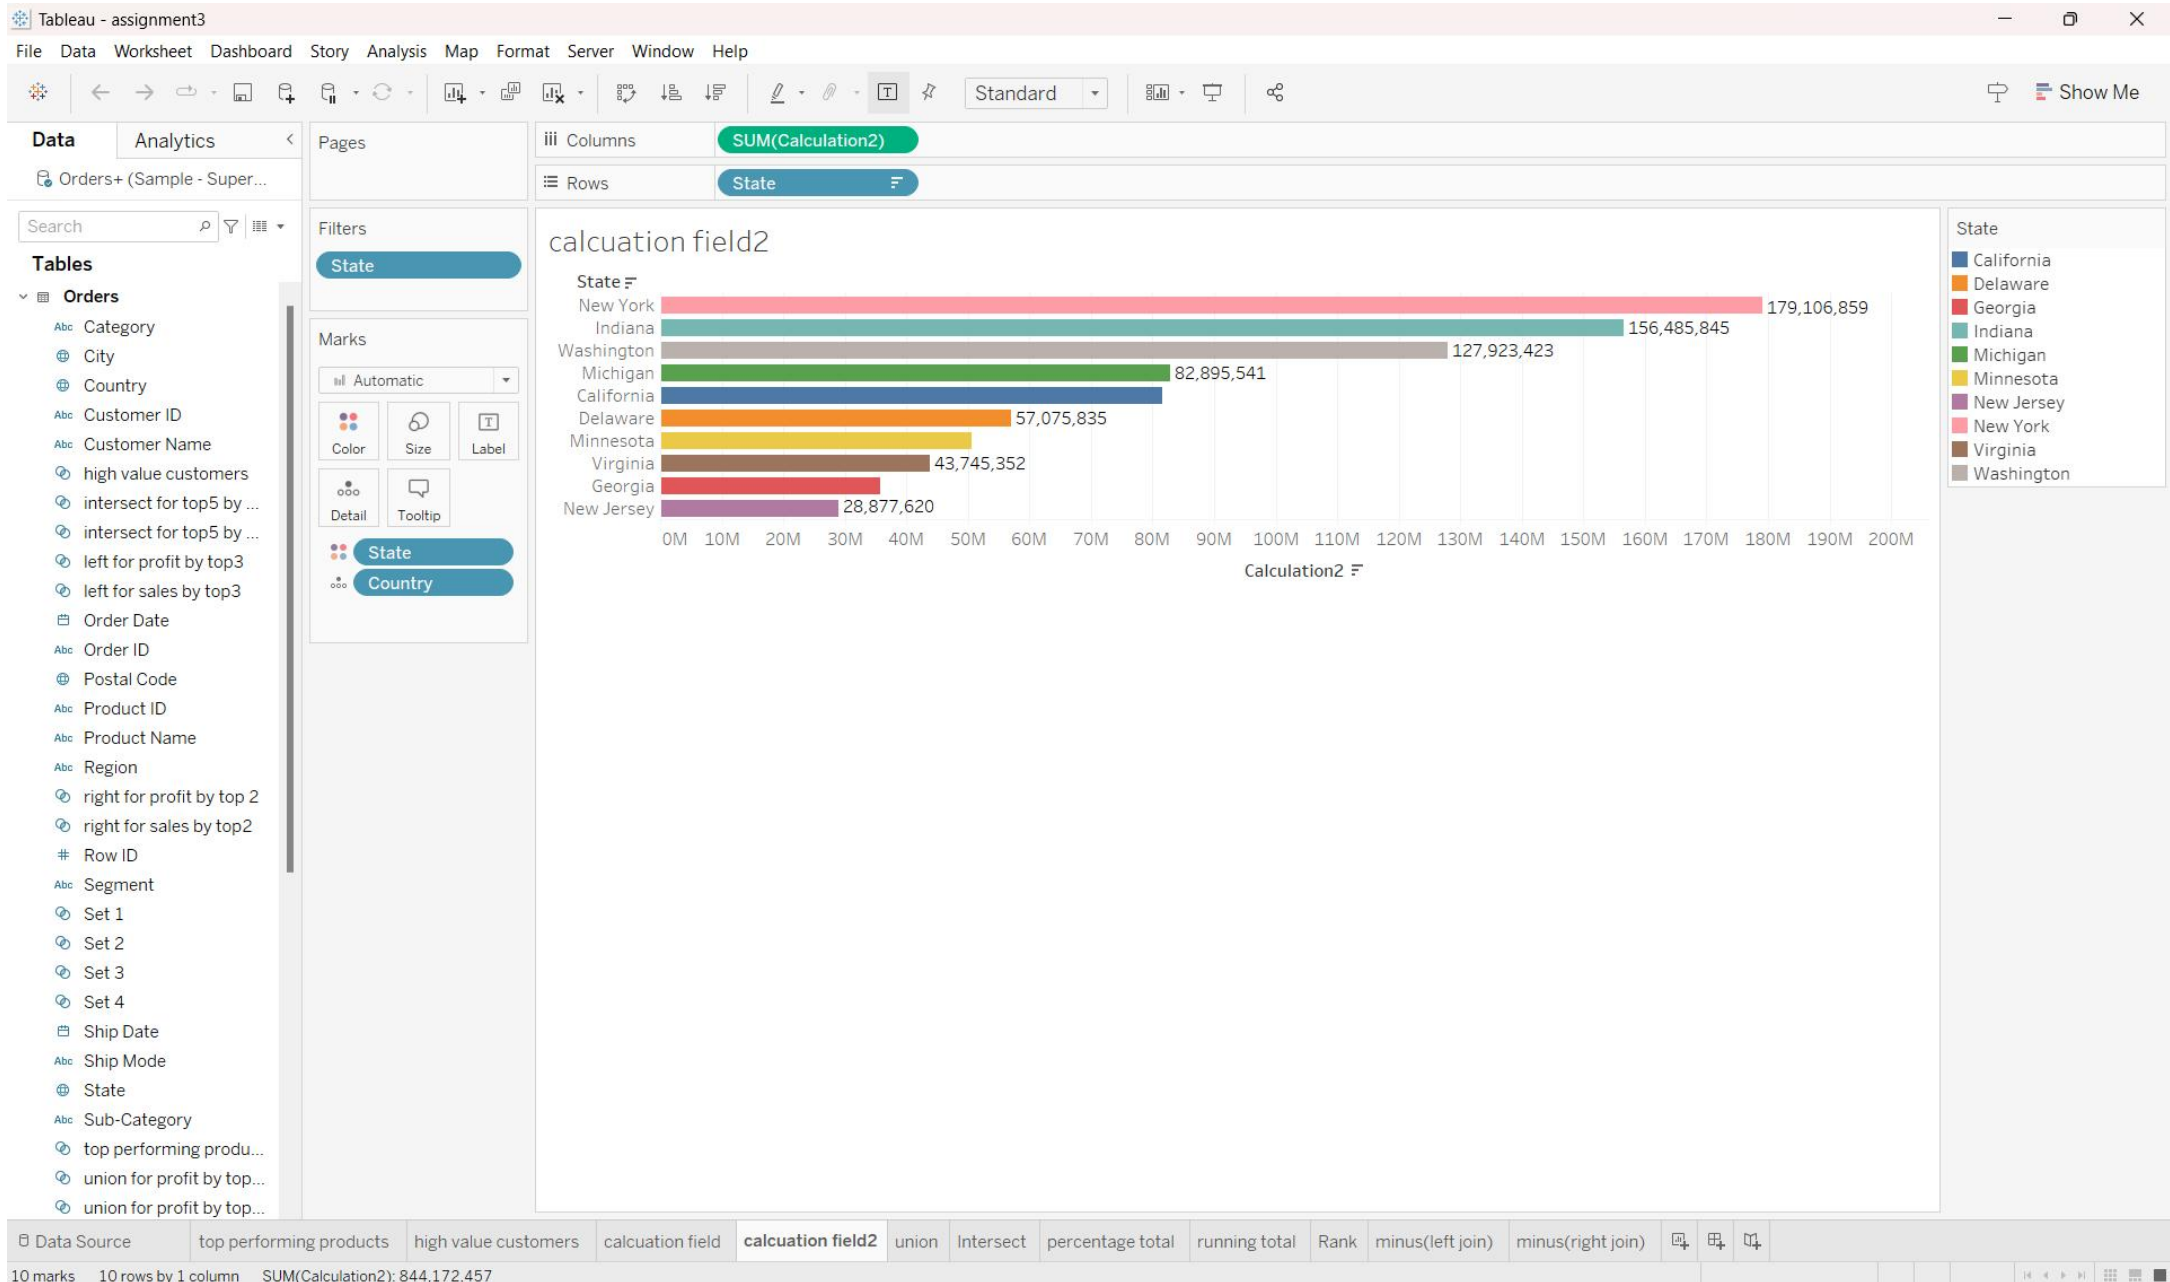 Tableau - assignment3
File Data Worksheet Dashboard Story Analysis Map Format Server Window Help
Standard
Show Me
Data Analytics
Orders+ (Sample - Super...
Search
Tables
Orders
Abc Category
City
Country
Abc Customer ID
Abc Customer Name
high value customers
intersect for top5 by ...
intersect for top5 by ...
left for profit by top3
left for sales by top3
Order Date
Abc Order ID
Postal Code
Abc Product ID
Abc Product Name
Abc Region
right for profit by top 2
right for sales by top2
# Row ID
Abc Segment
Set 1
Set 2
Set 3
Set 4
Ship Date
Abc Ship Mode
State
Abc Sub-Category
top performing produ...
union for profit by top...
union for profit by top...
Pages
Filters
State
Marks
Automatic
Color Size Label
Detail Tooltip
State
Country
Columns SUM(Calculation2)
Rows State
calcuation field2
State
New York 179,106,859
Indiana 156,485,845
Washington 127,923,423
Michigan 82,895,541
California
Delaware 57,075,835
Minnesota
Virginia 43,745,352
Georgia
New Jersey 28,877,620
0M 10M 20M 30M 40M 50M 60M 70M 80M 90M 100M 110M 120M 130M 140M 150M 160M 170M 180M 190M 200M
Calculation2
State
California
Delaware
Georgia
Indiana
Michigan
Minnesota
New Jersey
New York
Virginia
Washington
Data Source top performing products high value customers calcuation field calcuation field2 union Intersect percentage total running total Rank minus(left join) minus(right join)
10 marks 10 rows by 1 column SUM(Calculation2): 844,172,457